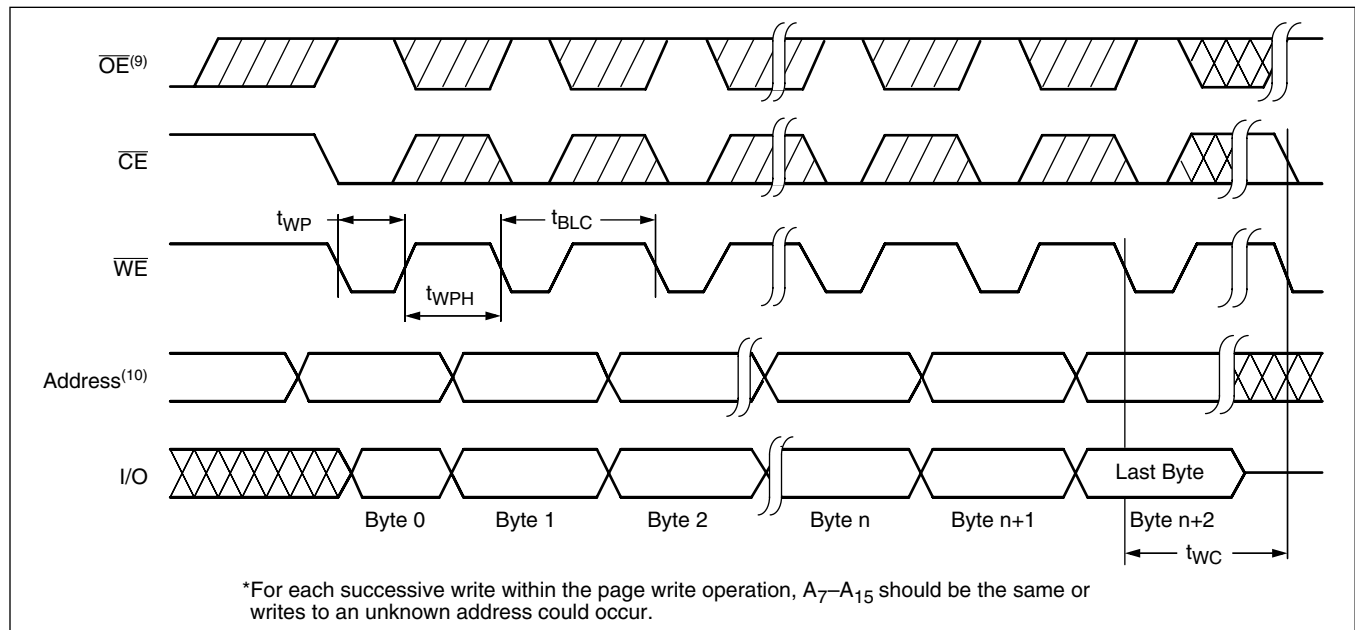 OE(9)
CE
tWP
tBLC
WE
tWPH
Address(10)
I/O
Last Byte
Byte 0 Byte 1 Byte 2 Byte n Byte n+1 Byte n+2
tWC
*For each successive write within the page write operation, A7–A15 should be the same or
writes to an unknown address could occur.